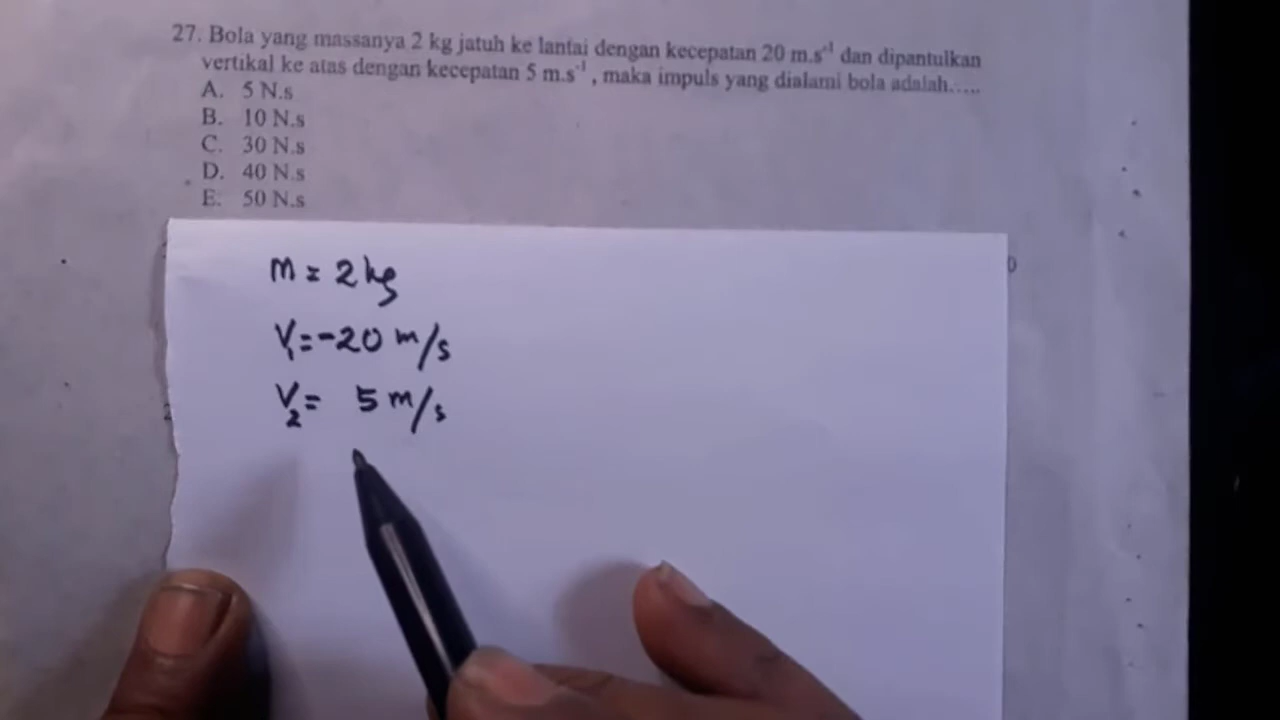 27. Bola yang massanya 2 kg jatuh ke lantai dengan kecepatan 20 m.s⁻¹ dan dipantulkan
vertikal ke atas dengan kecepatan 5 m.s⁻¹, maka impuls yang dialami bola adalah.....
A. 5 N.s
B. 10 N.s
C. 30 N.s
D. 40 N.s
E. 50 N.s
m = 2 kg
V₁ = -20 m/s
V₂ = 5 m/s